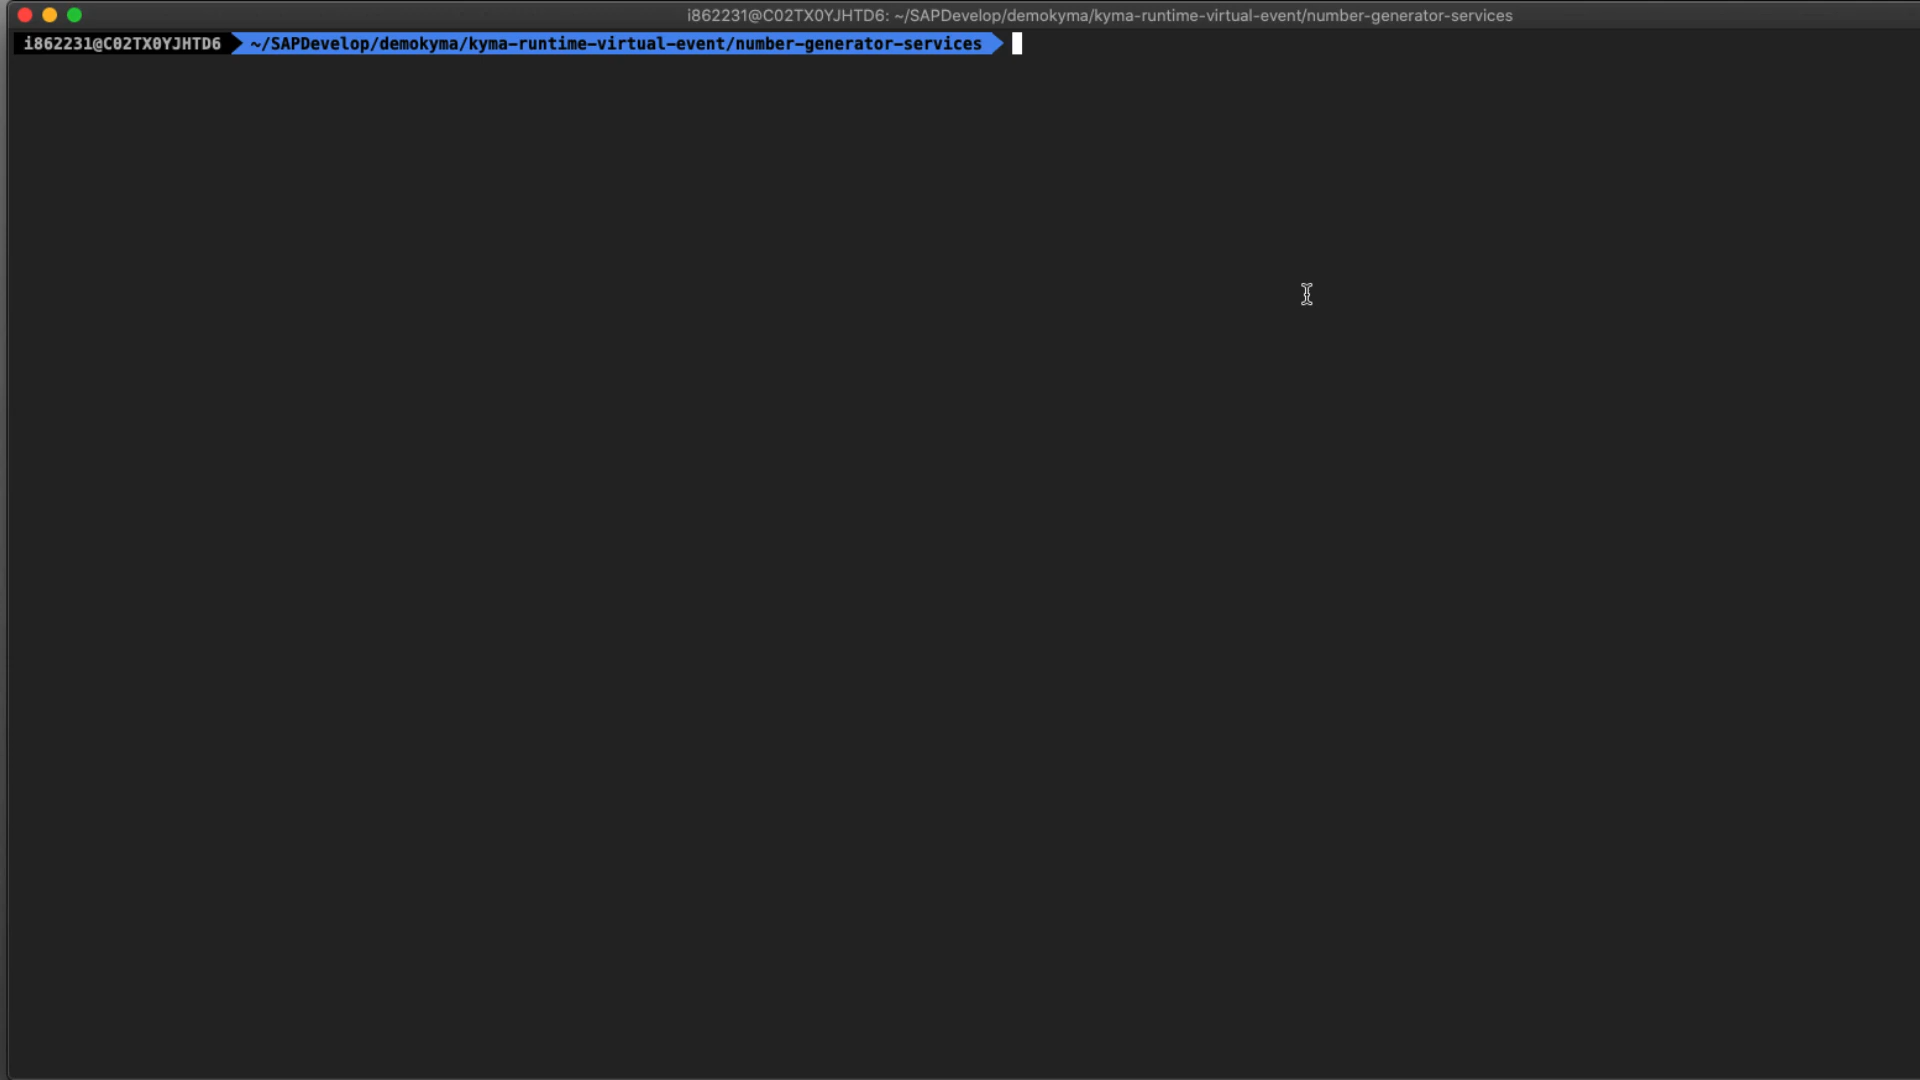 i862231@C02TX0YJHTD6: ~/SAPDevelop/demokyma/kyma-runtime-virtual-event/number-generator-services
i862231@C02TX0YJHTD6 ~/SAPDevelop/demokyma/kyma-runtime-virtual-event/number-generator-services